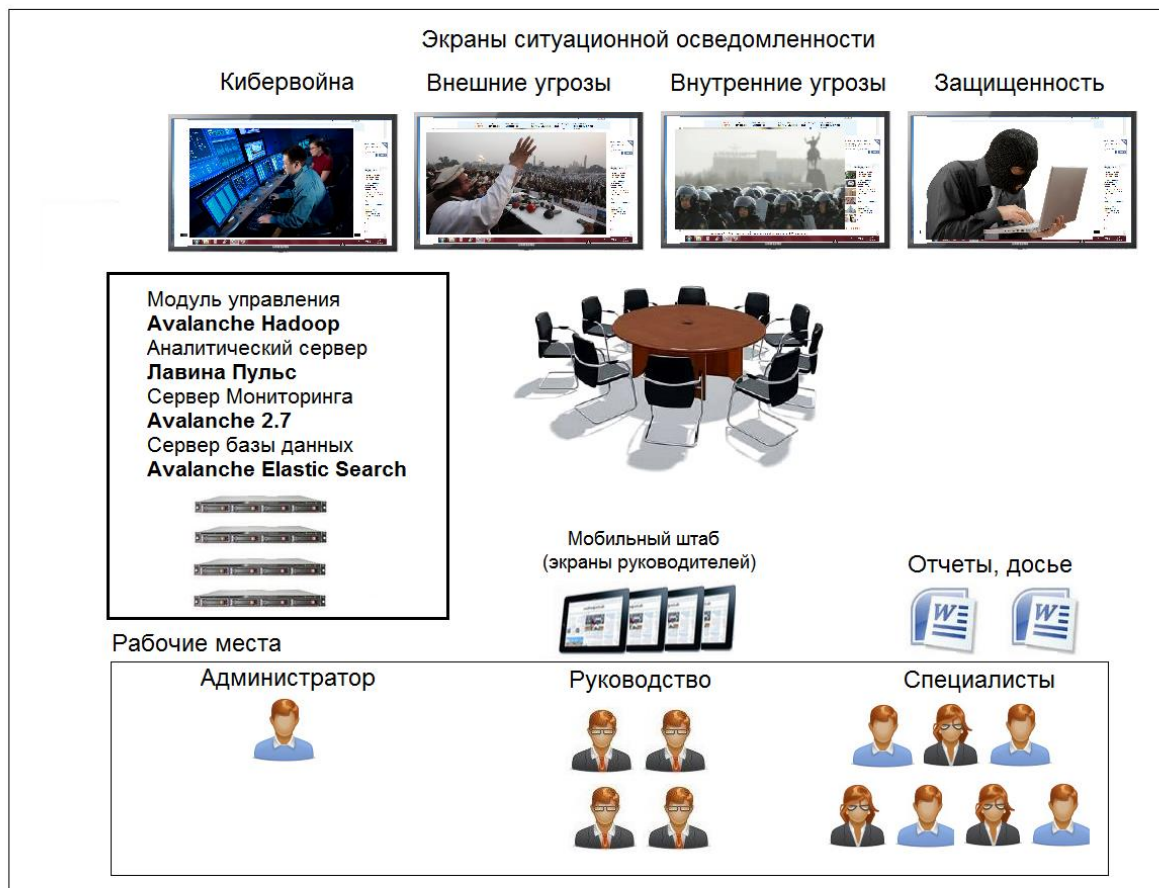 Экраны ситуационной осведомленности
Кибервойна
Внешние угрозы
Внутренние угрозы
Защищенность
Модуль управления
Avalanche Hadoop
Аналитический сервер
Лавина Пульс
Сервер Мониторинга
Avalanche 2.7
Сервер базы данных
Avalanche Elastic Search
Мобильный штаб
(экраны руководителей)
Отчеты, досье
W
W
Рабочие места
Администратор
Руководство
Специалисты